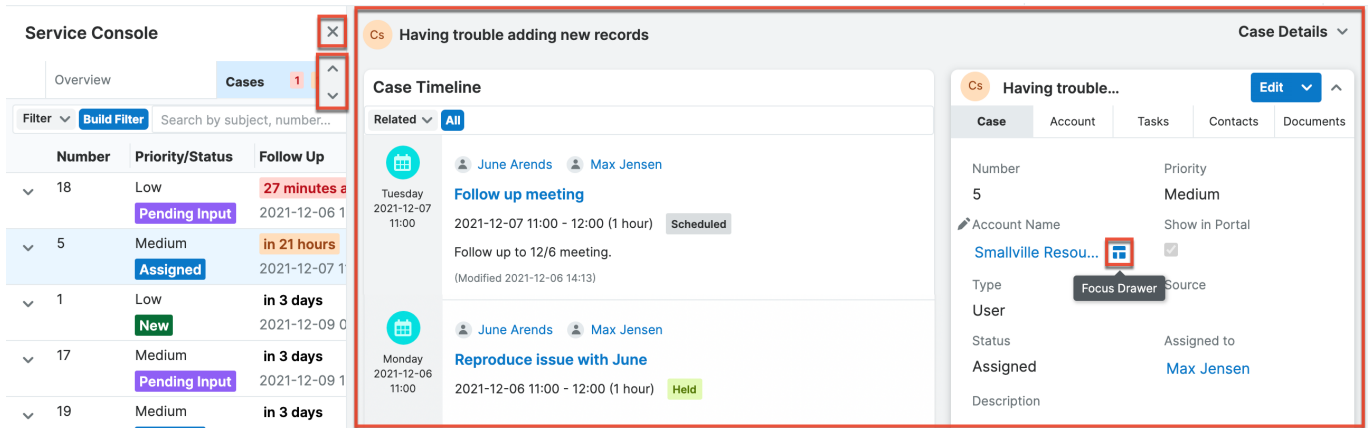 Service Console
Overview
Cases
1
Filter
Build Filter
Search by subject, number...
Number Priority/Status Follow Up
18 Low 27 minutes a
Pending Input 2021-12-06 1
5 Medium in 21 hours
Assigned 2021-12-07 1
1 Low in 3 days
New 2021-12-09 0
17 Medium in 3 days
Pending Input 2021-12-09 1
19 Medium in 3 days
Cs Having trouble adding new records
Case Details
Case Timeline
Related All
June Arends Max Jensen
Tuesday
2021-12-07
11:00
Follow up meeting
2021-12-07 11:00 - 12:00 (1 hour) Scheduled
Follow up to 12/6 meeting.
(Modified 2021-12-06 14:13)
June Arends Max Jensen
Monday
2021-12-06
11:00
Reproduce issue with June
2021-12-06 11:00 - 12:00 (1 hour) Held
Cs Having trouble...
Edit
Case Account Tasks Contacts Documents
Number Priority
5 Medium
Account Name Show in Portal
Smallville Resou...
Focus Drawer
Type Source
User
Status Assigned to
Assigned Max Jensen
Description